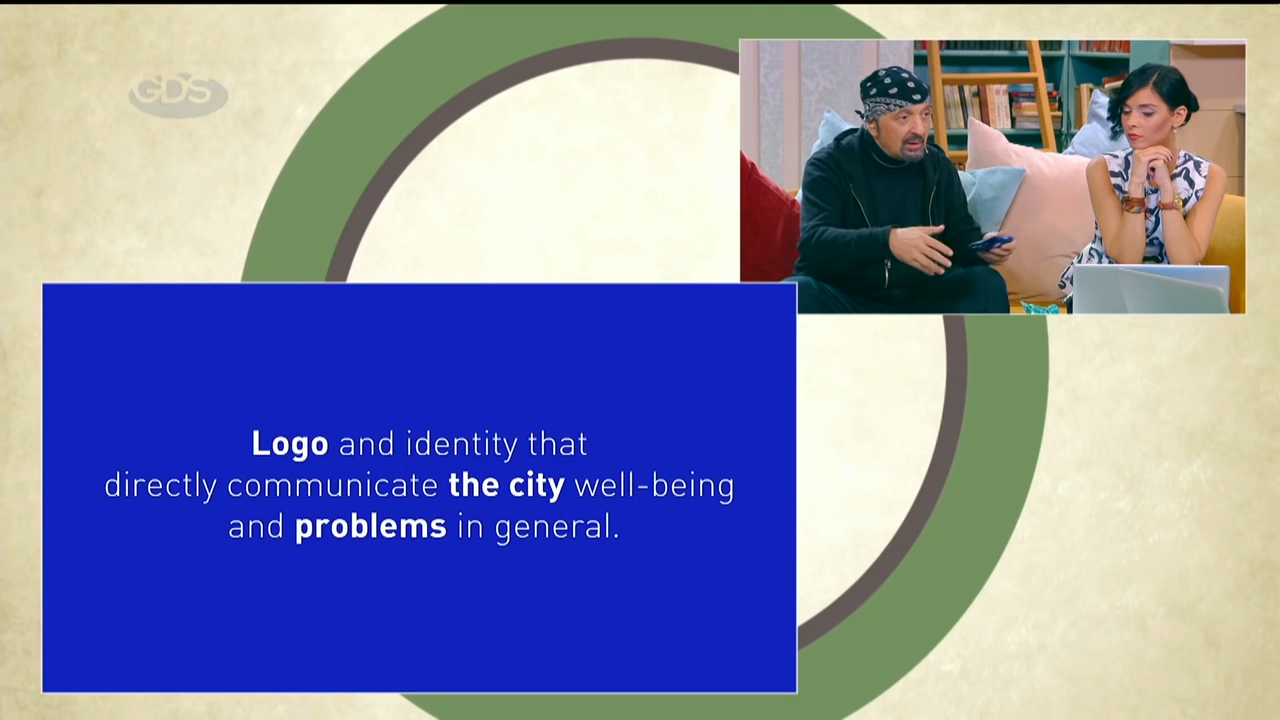 GDS
Logo and identity that
directly communicate the city well-being
and problems in general.